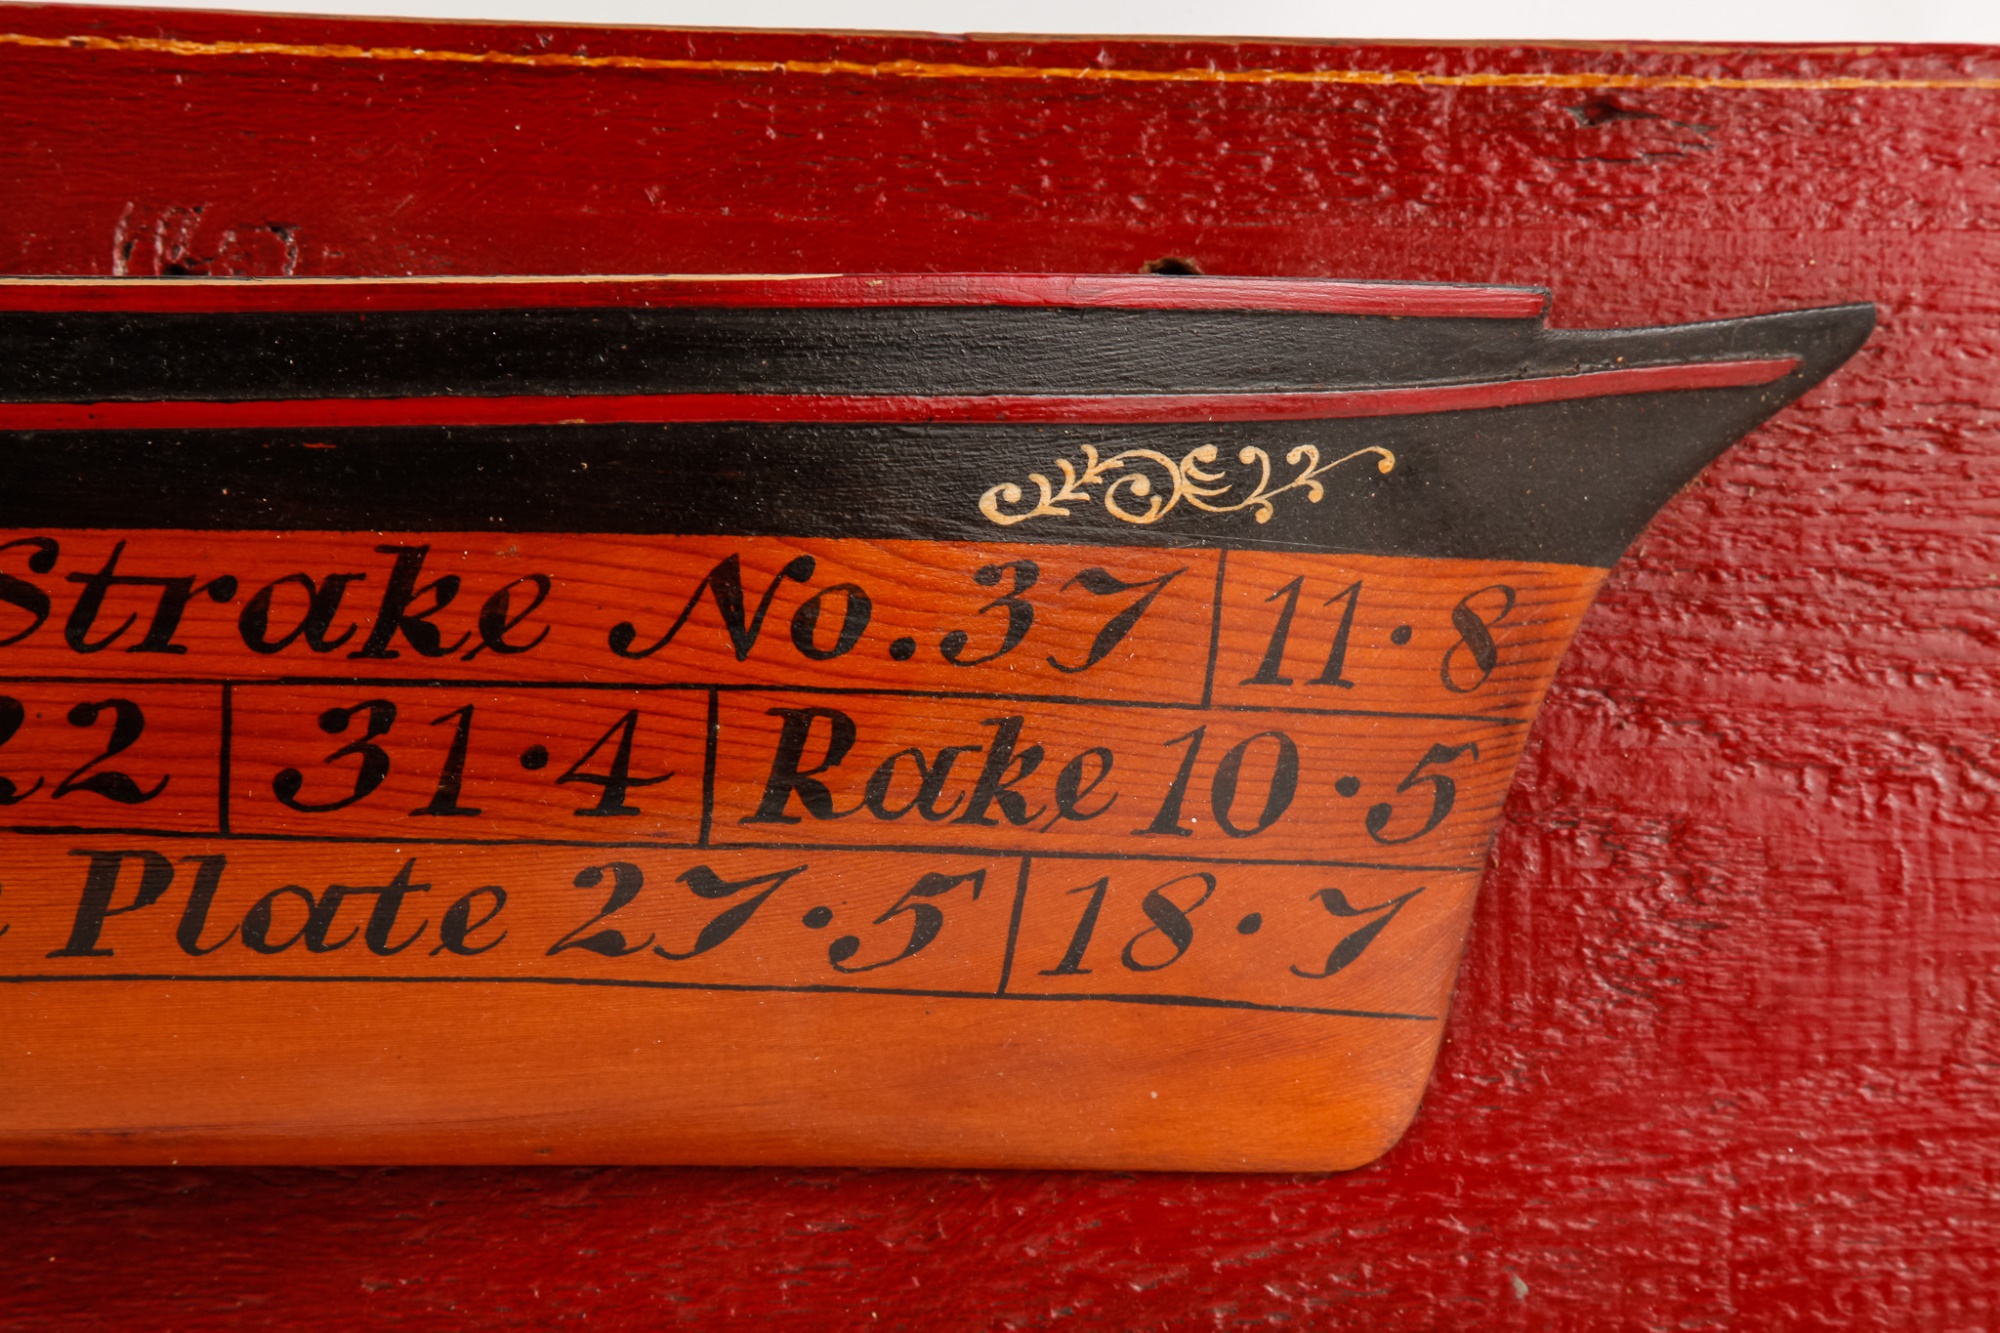 Strake No. 37 11·8
22 31·4 Rake 10·5
Plate 27·5 18·7